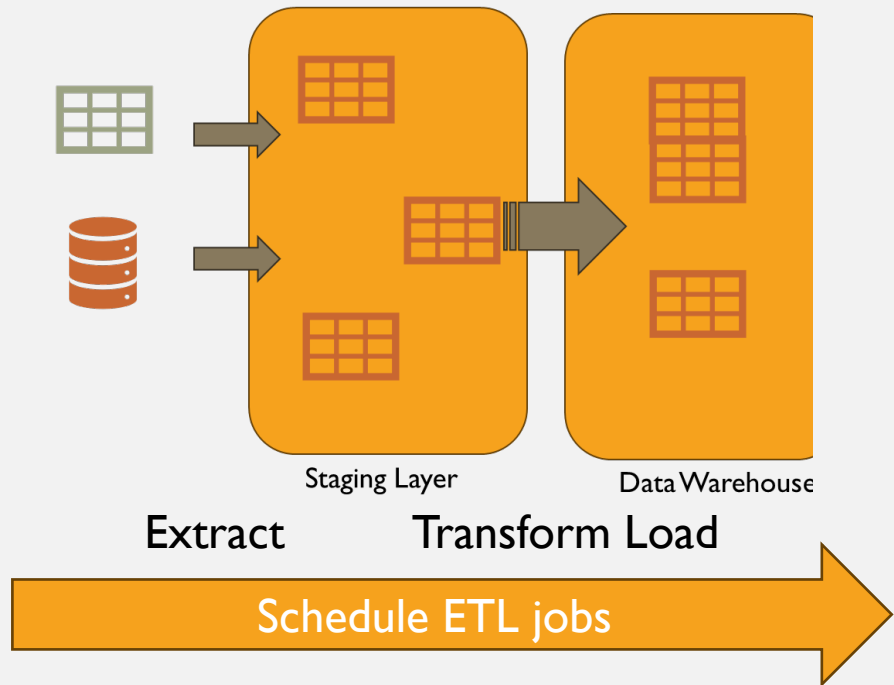 Staging Layer
Data Warehouse
Extract
Transform Load
Schedule ETL jobs